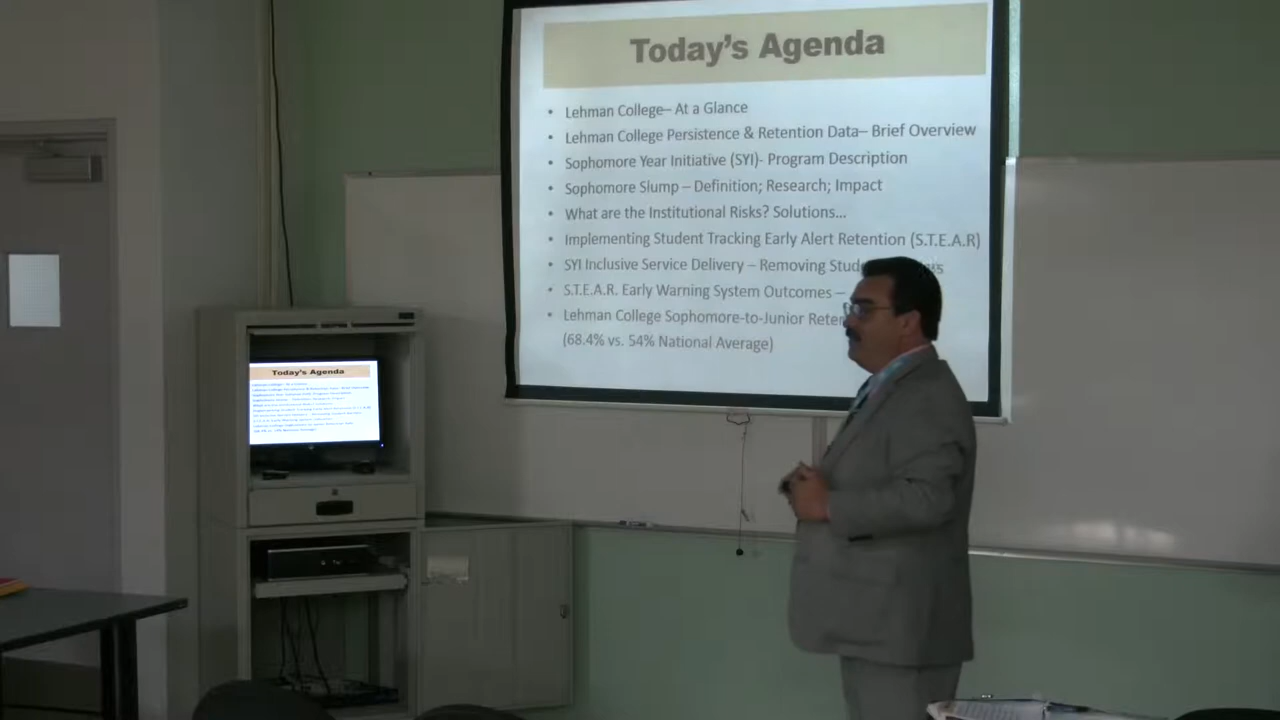 Today's Agenda
• Lehman College– At a Glance
• Lehman College Persistence & Retention Data– Brief Overview
• Sophomore Year Initiative (SYI)- Program Description
• Sophomore Slump – Definition; Research; Impact
• What are the Institutional Risks? Solutions…
• Implementing Student Tracking Early Alert Retention (S.T.E.A.R)
• SYI Inclusive Service Delivery – Removing
• S.T.E.A.R. Early Warning System Outcomes –
• Lehman College Sophomore-to-Junior
(68.4% vs. 54% National Average)
Today's Agenda